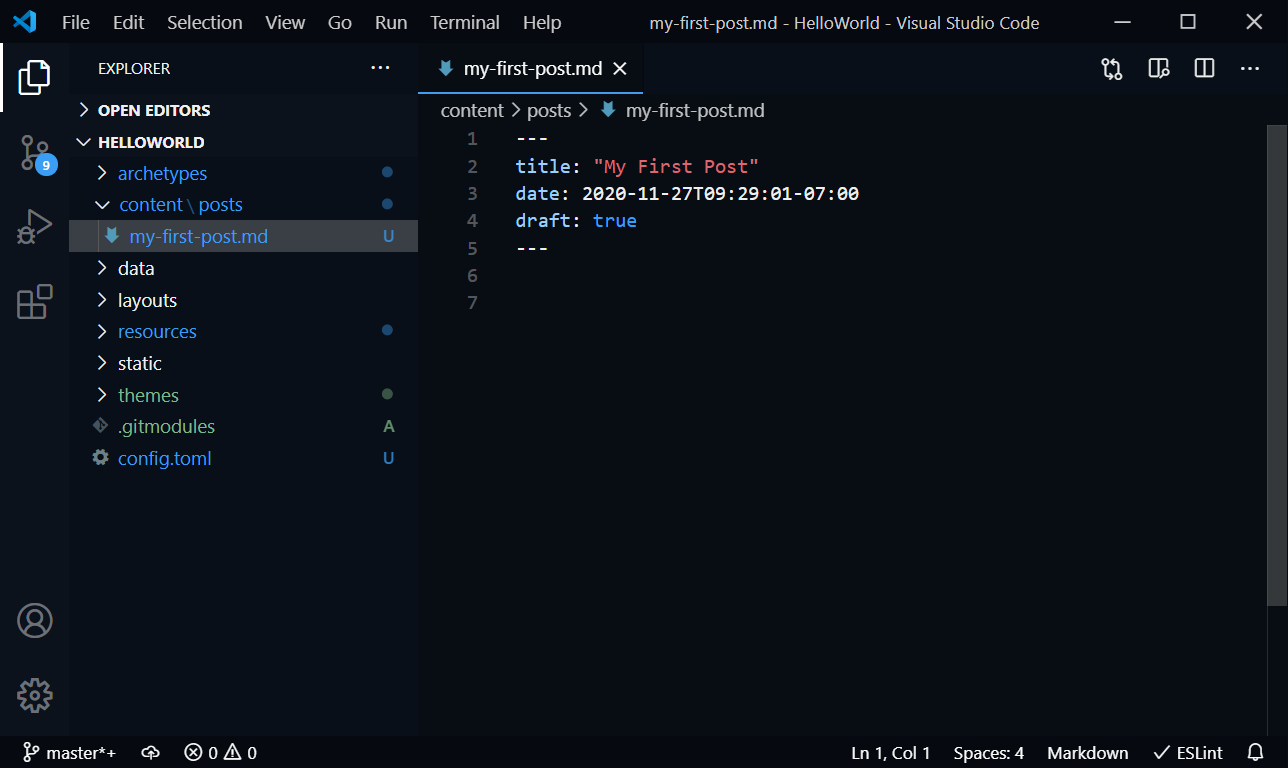 File Edit Selection View Go Run Terminal Help my-first-post.md - HelloWorld - Visual Studio Code
EXPLORER
OPEN EDITORS
HELLOWORLD
archetypes
content \ posts
my-first-post.md U
data
layouts
resources
static
themes
.gitmodules A
config.toml U
9
my-first-post.md
content > posts > my-first-post.md
1 ---
2 title: "My First Post"
3 date: 2020-11-27T09:29:01-07:00
4 draft: true
5 ---
6
7
master*+ 0 0 Ln 1, Col 1 Spaces: 4 Markdown ESLint